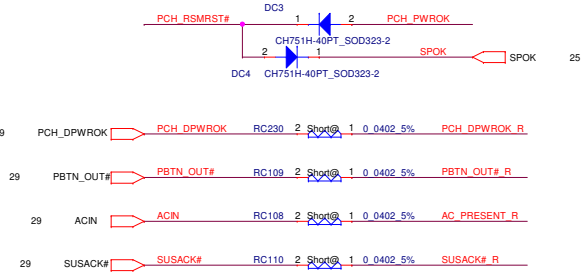 DC3
PCH_RSMRST# 1 2 PCH_PWROK
CH751H-40PT_SOD323-2
2 1 SPOK SPOK 25
DC4 CH751H-40PT_SOD323-2
9 PCH_DPWROK PCH_DPWROK RC230 2 Short@ 1 0_0402_5% PCH_DPWROK_R
29 PBTN_OUT# PBTN_OUT# RC109 2 Short@ 1 0_0402_5% PBTN_OUT#_R
29 ACIN ACIN RC108 2 Short@ 1 0_0402_5% AC_PRESENT_R
29 SUSACK# SUSACK# RC110 2 Short@ 1 0_0402_5% SUSACK#_R